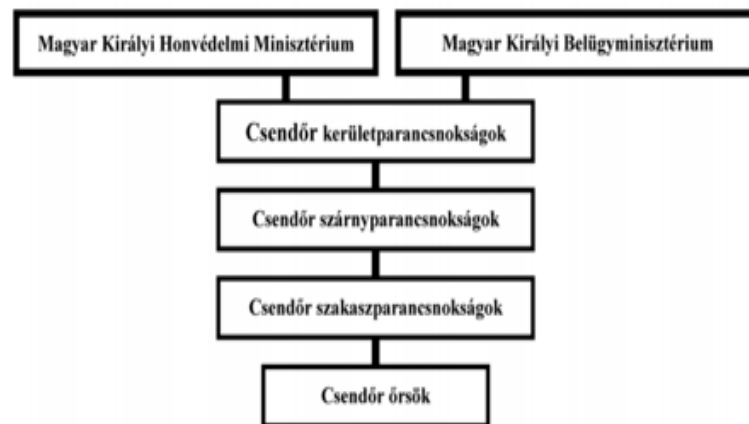 Magyar Királyi Honvédelmi Minisztérium
Magyar Királyi Belügyminisztérium
Csendőr kerületparancsnokságok
Csendőr szárnyparancsnokságok
Csendőr szakaszparancsnokságok
Csendőr őrsök